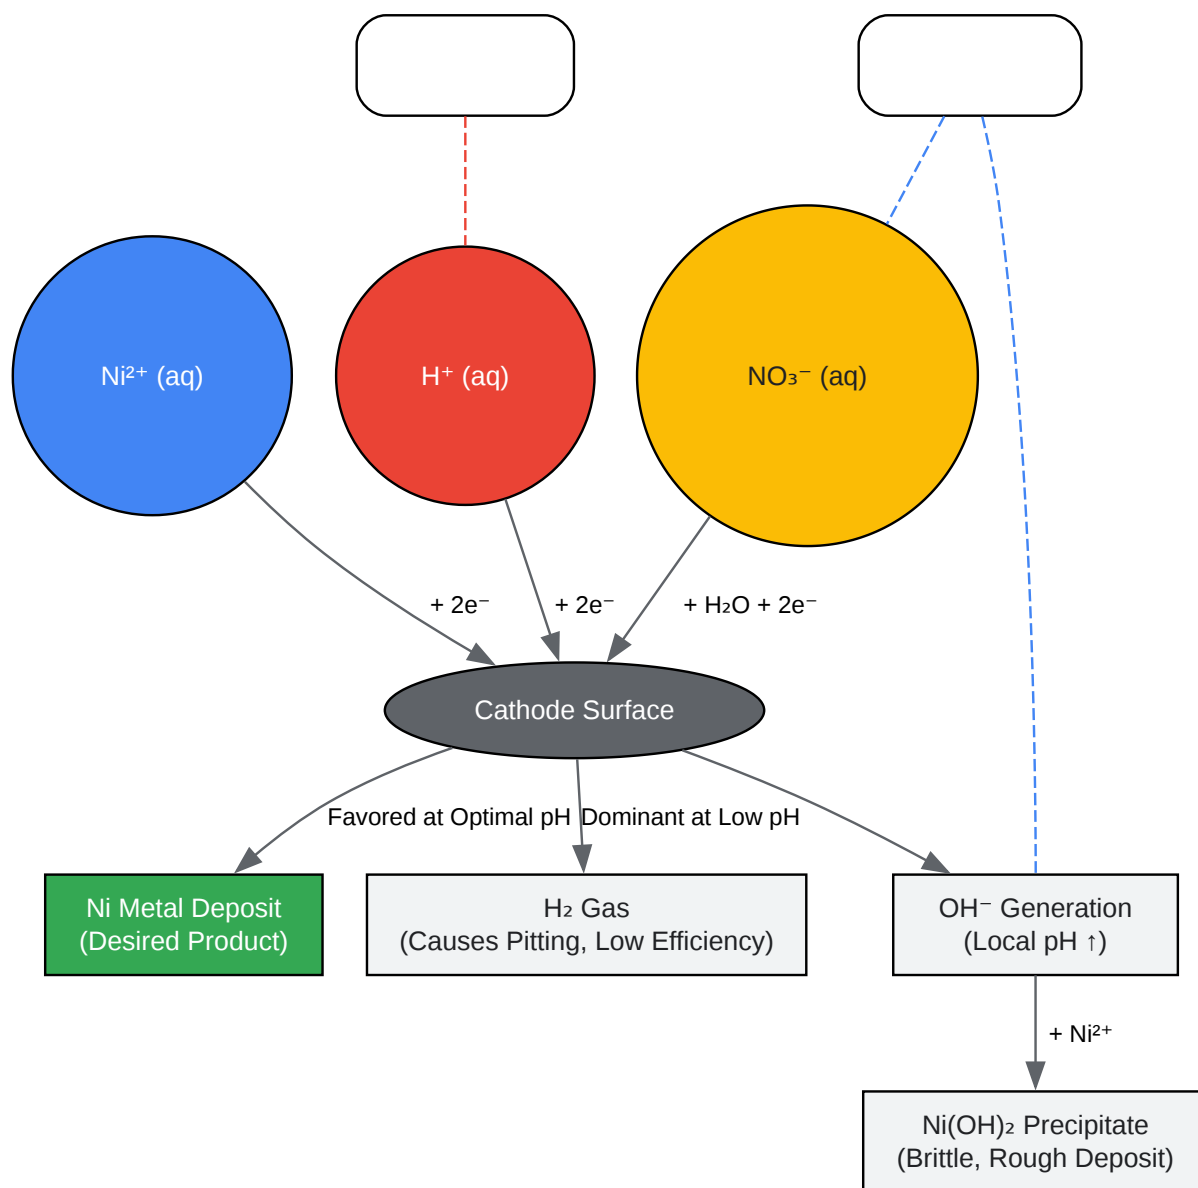 Ni²⁺ (aq)
H⁺ (aq)
NO₃⁻ (aq)
+ 2e⁻
+ 2e⁻
+ H₂O + 2e⁻
Cathode Surface
Favored at Optimal pH
Dominant at Low pH
Ni Metal Deposit
(Desired Product)
H₂ Gas
(Causes Pitting, Low Efficiency)
OH⁻ Generation
(Local pH ↑)
+ Ni²⁺
Ni(OH)₂ Precipitate
(Brittle, Rough Deposit)